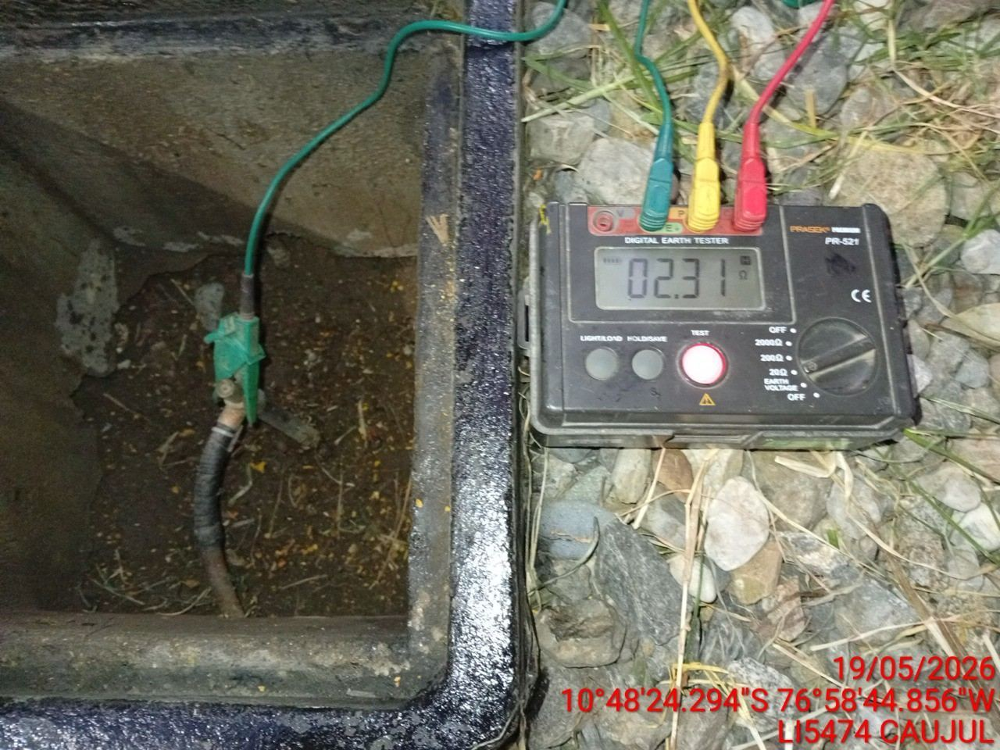 V E P
DIGITAL EARTH TESTER
PRASEK PREMIUM
PR-521
02.31 Ω
H
CE
LIGHT/LOAD HOLD/SAVE TEST
OFF
2000Ω
200Ω
20Ω
EARTH
VOLTAGE
OFF
19/05/2026
10°48'24.294"S 76°58'44.856"W
LI5474 CAUJUL